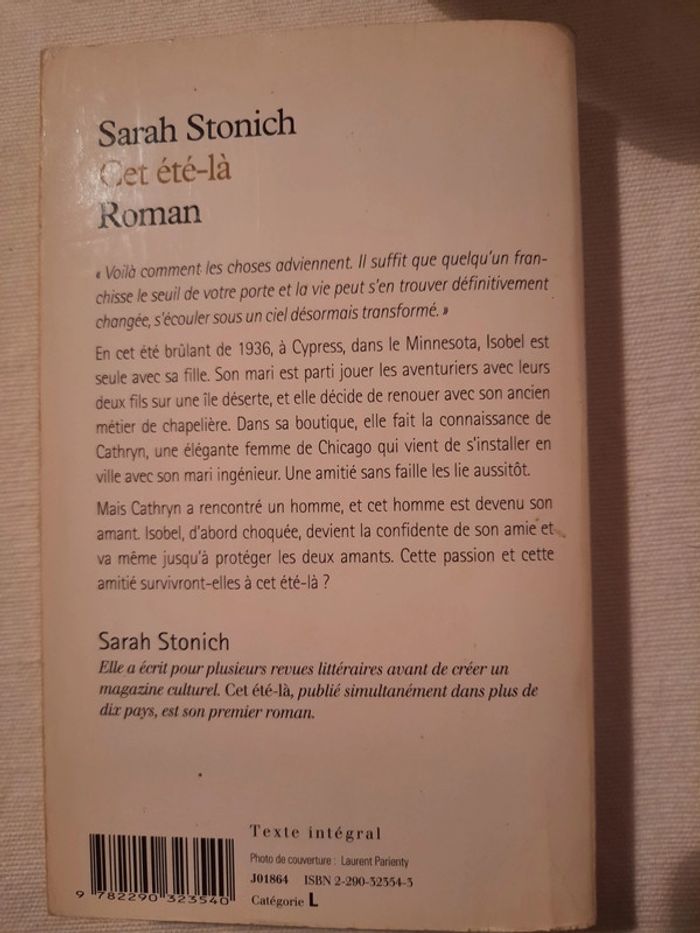 Sarah Stonich
Cet été-là
Roman
« Voilà comment les choses adviennent. Il suffit que quelqu'un fran-
chisse le seuil de votre porte et la vie peut s'en trouver définitivement
changée, s'écouler sous un ciel désormais transformé. »
En cet été brûlant de 1936, à Cypress, dans le Minnesota, Isobel est
seule avec sa fille. Son mari est parti jouer les aventuriers avec leurs
deux fils sur une île déserte, et elle décide de renouer avec son ancien
métier de chapelière. Dans sa boutique, elle fait la connaissance de
Cathryn, une élégante femme de Chicago qui vient de s'installer en
ville avec son mari ingénieur. Une amitié sans faille les lie aussitôt.
Mais Cathryn a rencontré un homme, et cet homme est devenu son
amant. Isobel, d'abord choquée, devient la confidente de son amie et
va même jusqu'à protéger les deux amants. Cette passion et cette
amitié survivront-elles à cet été-là ?
Sarah Stonich
Elle a écrit pour plusieurs revues littéraires avant de créer un
magazine culturel. Cet été-là, publié simultanément dans plus de
dix pays, est son premier roman.
Texte intégral
Photo de couverture : Laurent Parienty
J01864 ISBN 2-290-32354-3
Catégorie L
9 782290 323540